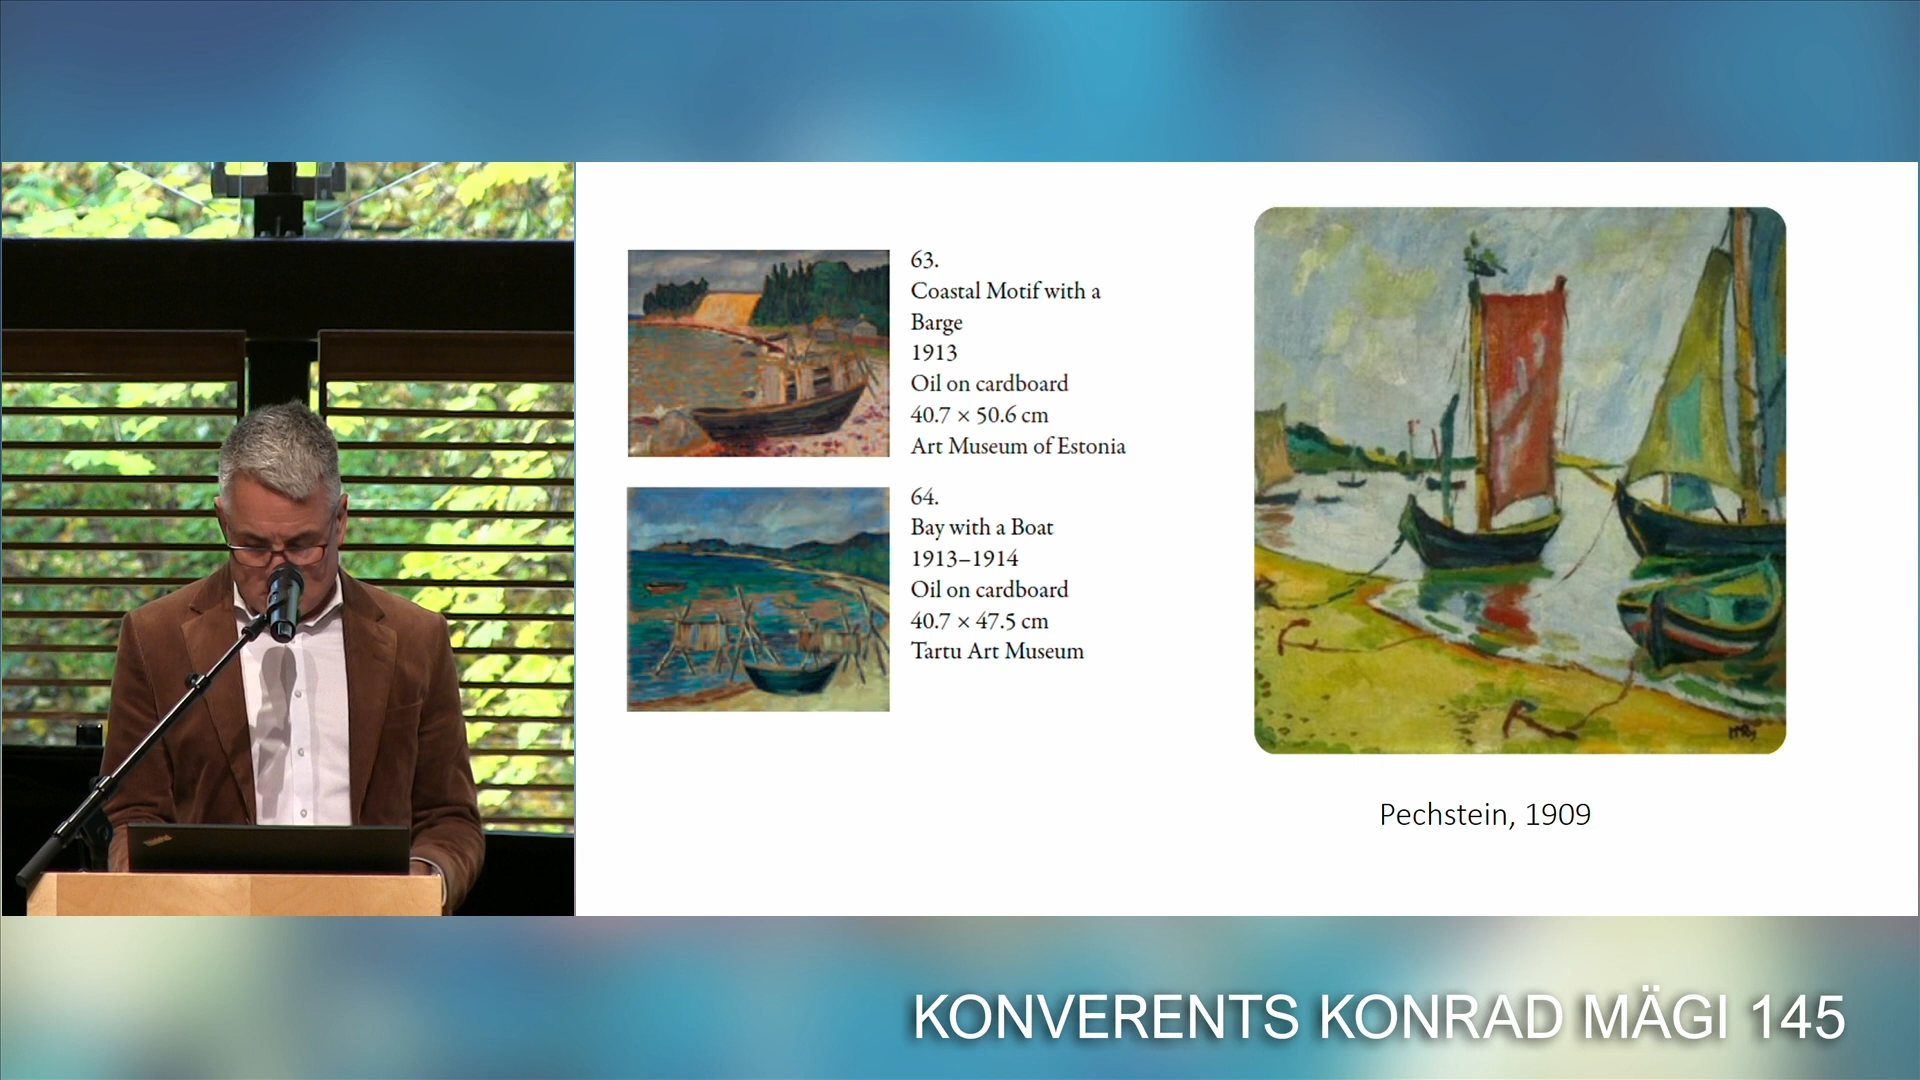 63.
Coastal Motif with a
Barge
1913
Oil on cardboard
40.7 × 50.6 cm
Art Museum of Estonia
64.
Bay with a Boat
1913–1914
Oil on cardboard
40.7 × 47.5 cm
Tartu Art Museum
Pechstein, 1909
KONVERENTS KONRAD MÄGI 145